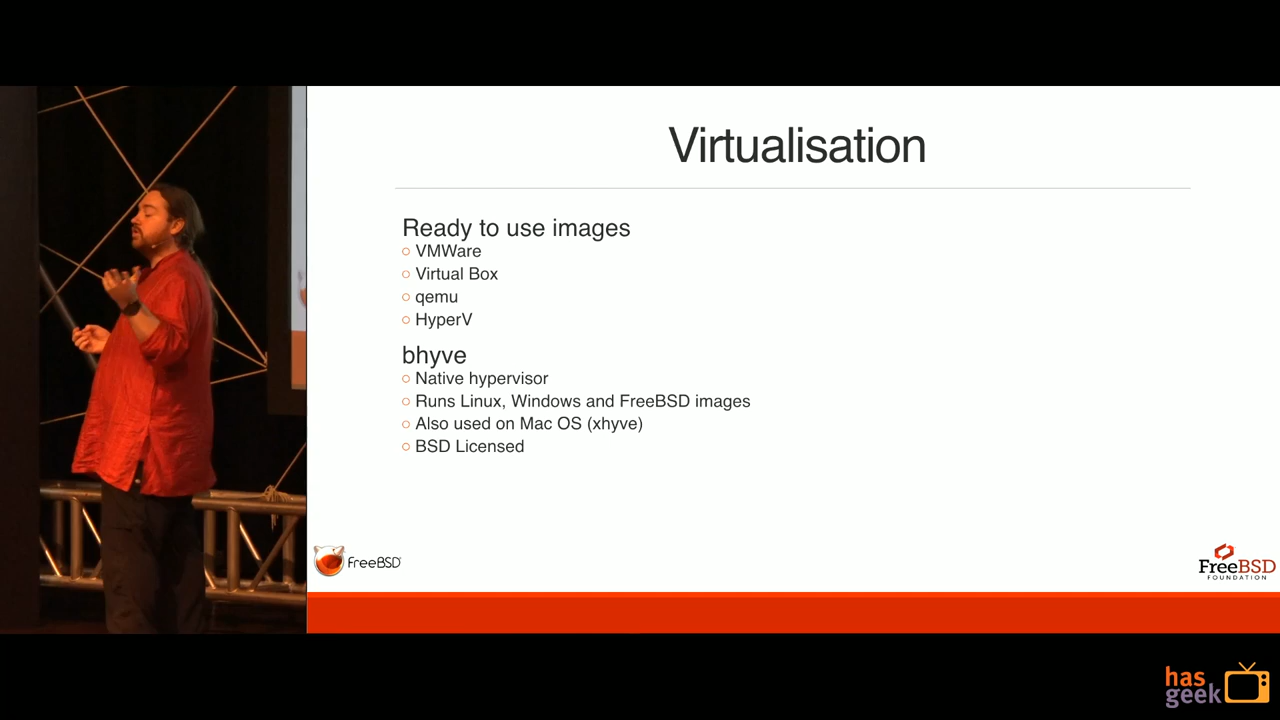 Virtualisation
Ready to use images
VMWare
Virtual Box
qemu
HyperV
bhyve
Native hypervisor
Runs Linux, Windows and FreeBSD images
Also used on Mac OS (xhyve)
BSD Licensed
FreeBSD
FreeBSD
FOUNDATION
has
geek